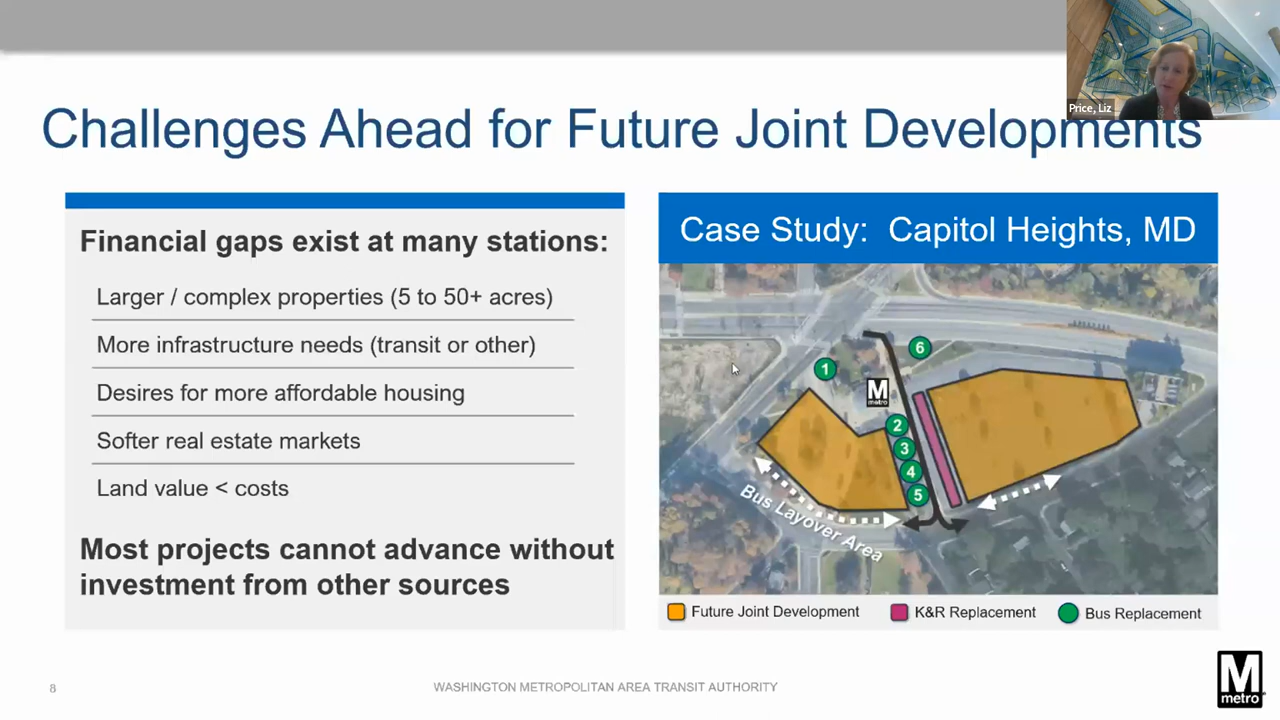 Price, Liz
Challenges Ahead for Future Joint Developments
Financial gaps exist at many stations:
Larger / complex properties (5 to 50+ acres)
More infrastructure needs (transit or other)
Desires for more affordable housing
Softer real estate markets
Land value < costs
Most projects cannot advance without
investment from other sources
Case Study: Capitol Heights, MD
1
6
M
metro
2
3
4
5
Bus Layover Area
Future Joint Development
K&R Replacement
Bus Replacement
8
WASHINGTON METROPOLITAN AREA TRANSIT AUTHORITY
M
metro